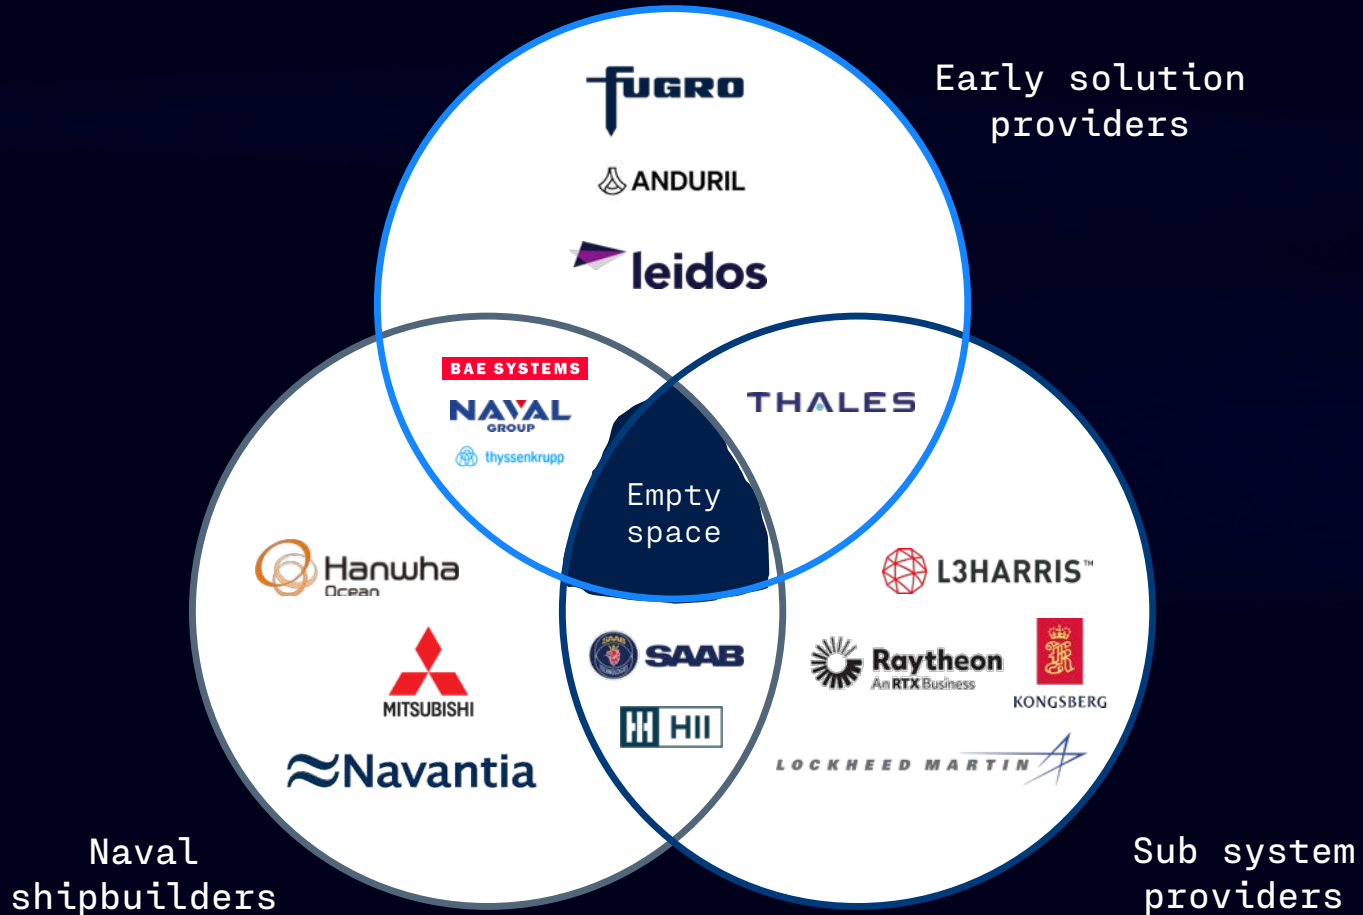 FUGRO
Early solution
providers
ANDURIL
leidos
BAE SYSTEMS
NAVAL
GROUP
thyssenkrupp
THALES
Empty
space
Hanwha
Ocean
L3HARRIS™
MITSUBISHI
SAAB
SAAB
Raytheon
An RTX Business
KONGSBERG
HII
Navantia
LOCKHEED MARTIN
Naval
shipbuilders
Sub system
providers